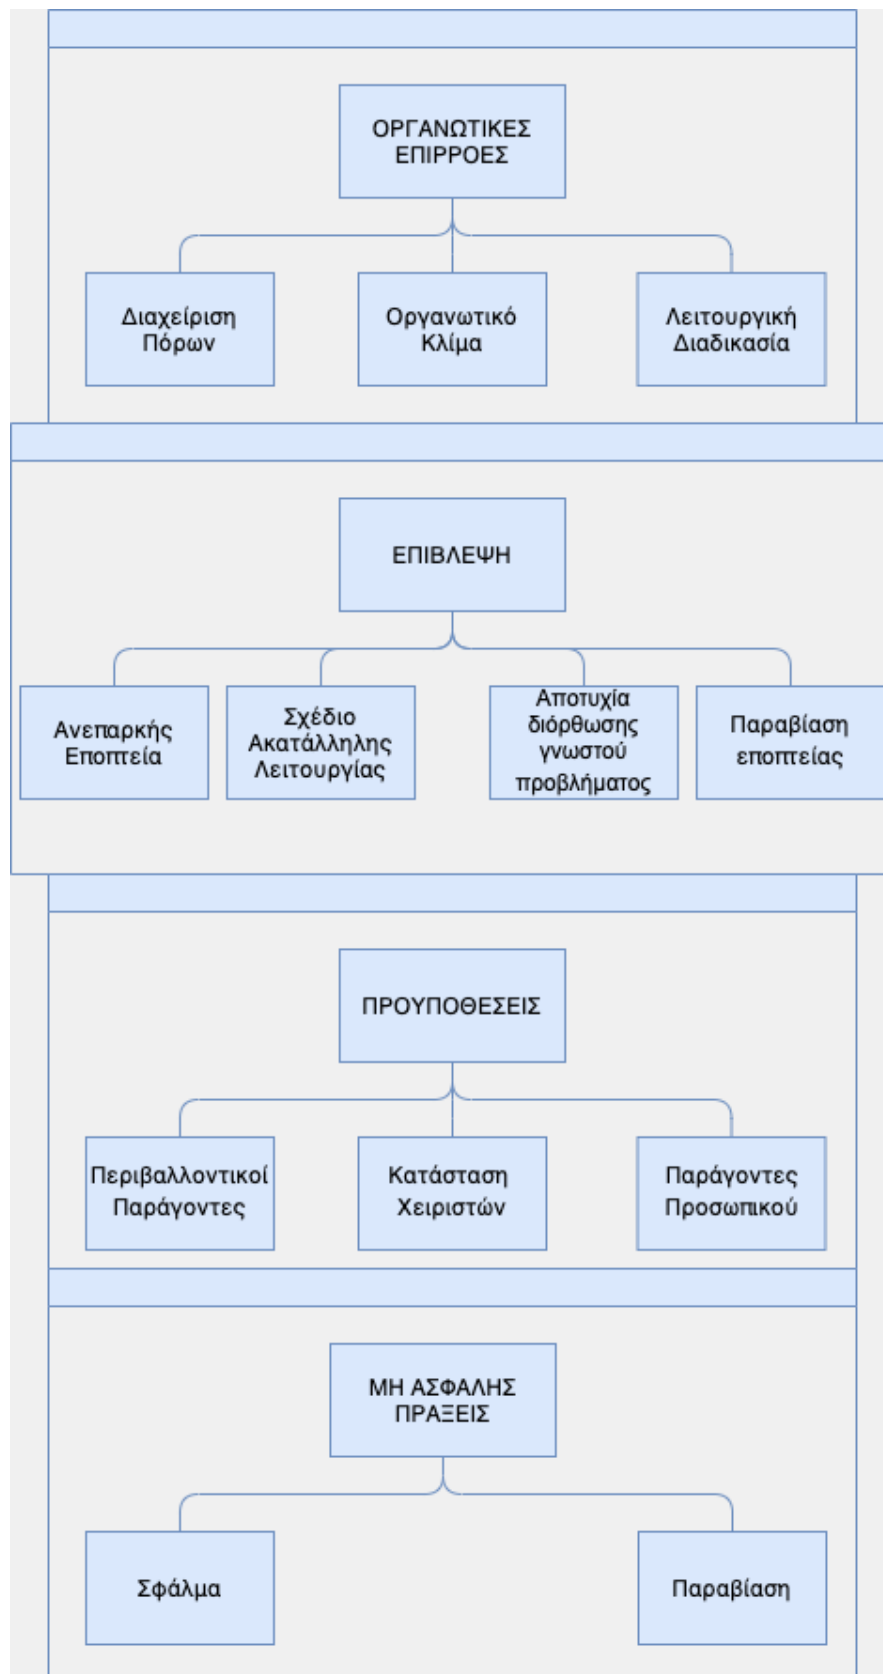 ΟΡΓΑΝΩΤΙΚΕΣ
ΕΠΙΡΡΟΕΣ
Διαχείριση
Πόρων
Οργανωτικό
Κλίμα
Λειτουργική
Διαδικασία
ΕΠΙΒΛΕΨΗ
Ανεπαρκής
Εποπτεία
Σχέδιο
Ακατάλληλης
Λειτουργίας
Αποτυχία
διόρθωσης
γνωστού
προβλήματος
Παραβίαση
εποπτείας
ΠΡΟΥΠΟΘΕΣΕΙΣ
Περιβαλλοντικοί
Παράγοντες
Κατάσταση
Χειριστών
Παράγοντες
Προσωπικού
ΜΗ ΑΣΦΑΛΗΣ
ΠΡΑΞΕΙΣ
Σφάλμα
Παραβίαση